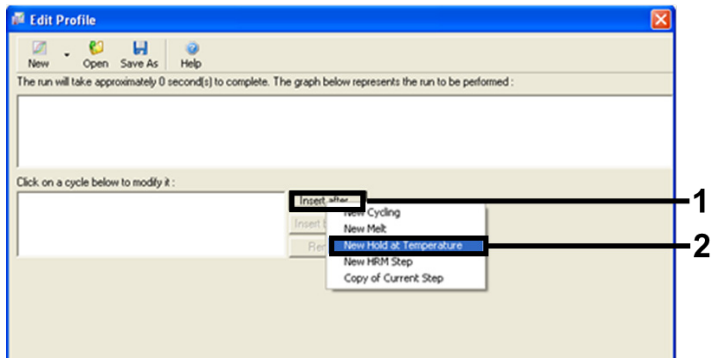 Edit Profile
New Open Save As Help
The run will take approximately 0 second(s) to complete. The graph below represents the run to be performed :
Click on a cycle below to modify it :
Insert after... 1
New Cycling
Insert
New Melt
New Hold at Temperature 2
New HRM Step
Copy of Current Step